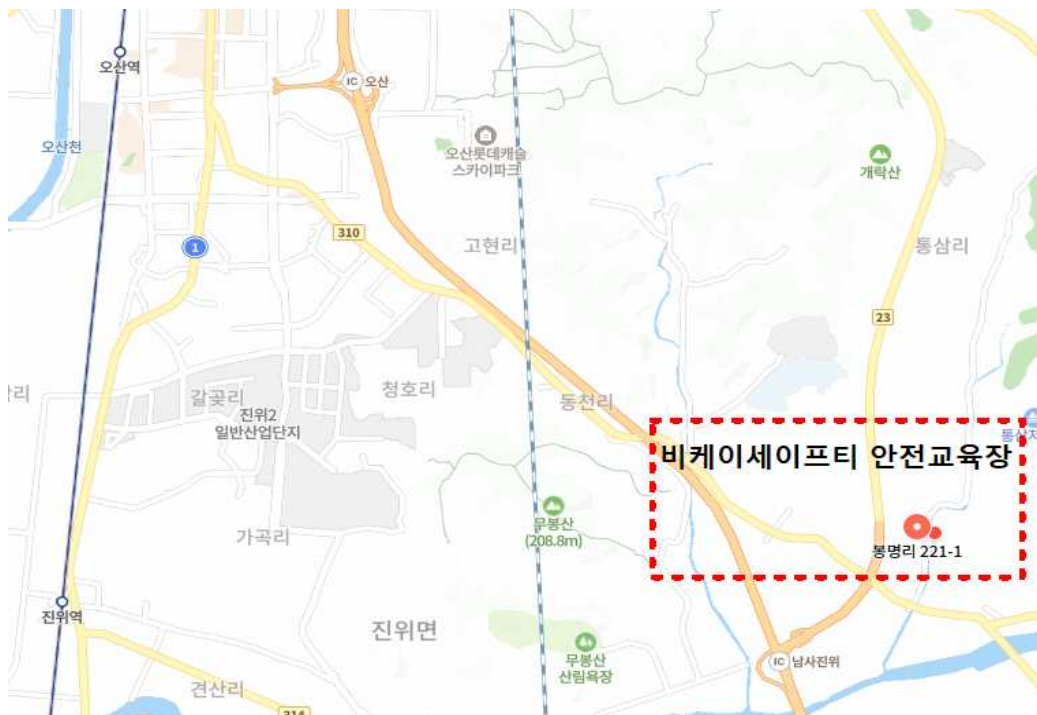 오산역
IC 오산
오산천
오산롯데캐슬
스카이파크
개락산
310
1
고현리
통삼리
23
갈곶리
청호리
동천리
진위2
일반산업단지
비케이세이프티 안전교육장
무봉산
(208.8m)
가곡리
봉명리 221-1
진위역
진위면
무봉산
산림욕장
IC 남사진위
견산리
314